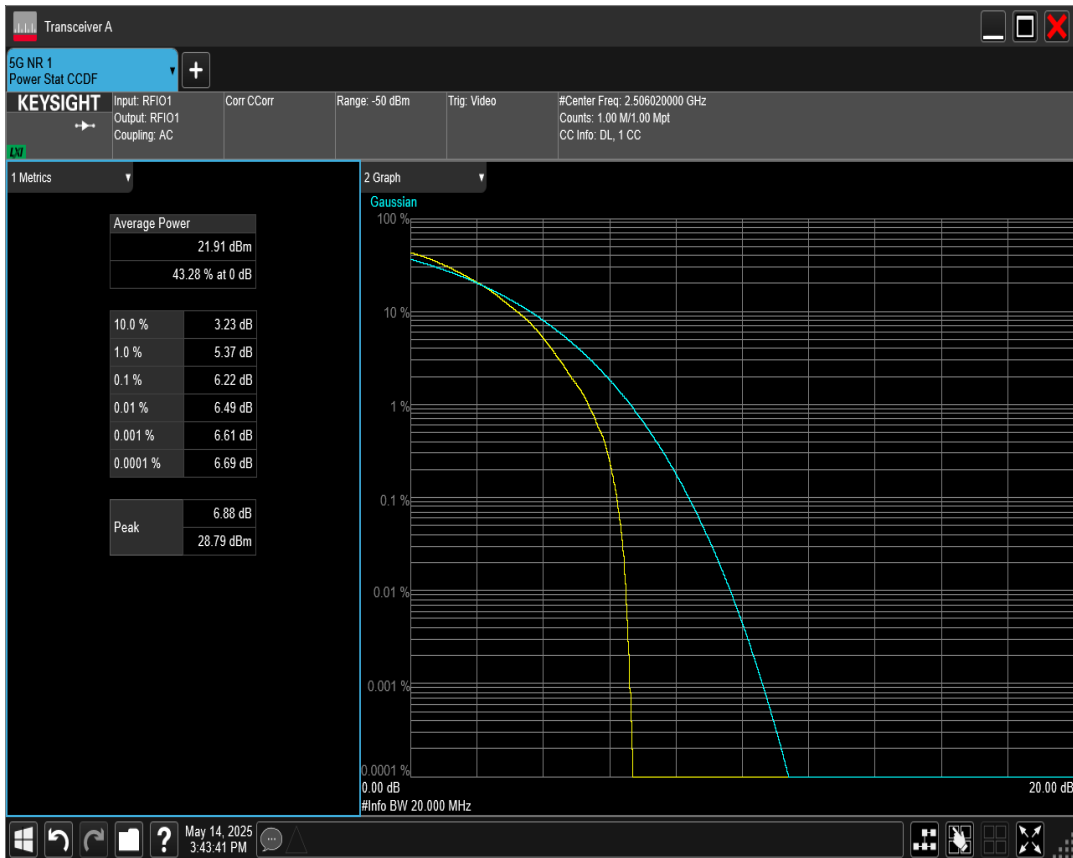 Transceiver A
5G NR 1
Power Stat CCDF
+
KEYSIGHT
LXI
Input: RFIO1
Output: RFIO1
Coupling: AC
Corr CCorr
Range: -50 dBm
Trig: Video
#Center Freq: 2.506020000 GHz
Counts: 1.00 M/1.00 Mpt
CC Info: DL, 1 CC
1 Metrics
Average Power
21.91 dBm
43.28 % at 0 dB
10.0 % 3.23 dB
1.0 % 5.37 dB
0.1 % 6.22 dB
0.01 % 6.49 dB
0.001 % 6.61 dB
0.0001 % 6.69 dB
Peak 6.88 dB
28.79 dBm
2 Graph
Gaussian
100 %
10 %
1 %
0.1 %
0.01 %
0.001 %
0.0001 %
0.00 dB 20.00 dB
#Info BW 20.000 MHz
? May 14, 2025
3:43:41 PM